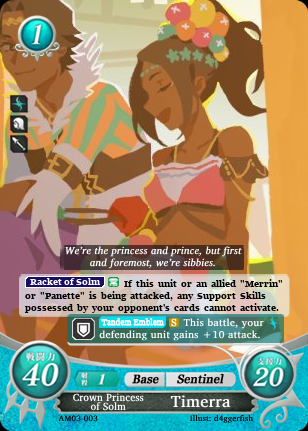 1
We're the princess and prince, but first
and foremost, we're sibbies.
Racket of Solm If this unit or an allied "Merrin"
or "Panette" is being attacked, any Support Skills
possessed by your opponent's cards cannot activate.
Tandem Emblem S This battle, your
defending unit gains +10 attack.
戦闘力
40
射程 1 Base Sentinel
支援力
20
Crown Princess
of Solm
Timerra
AM03-003
illust: d4ggerfish